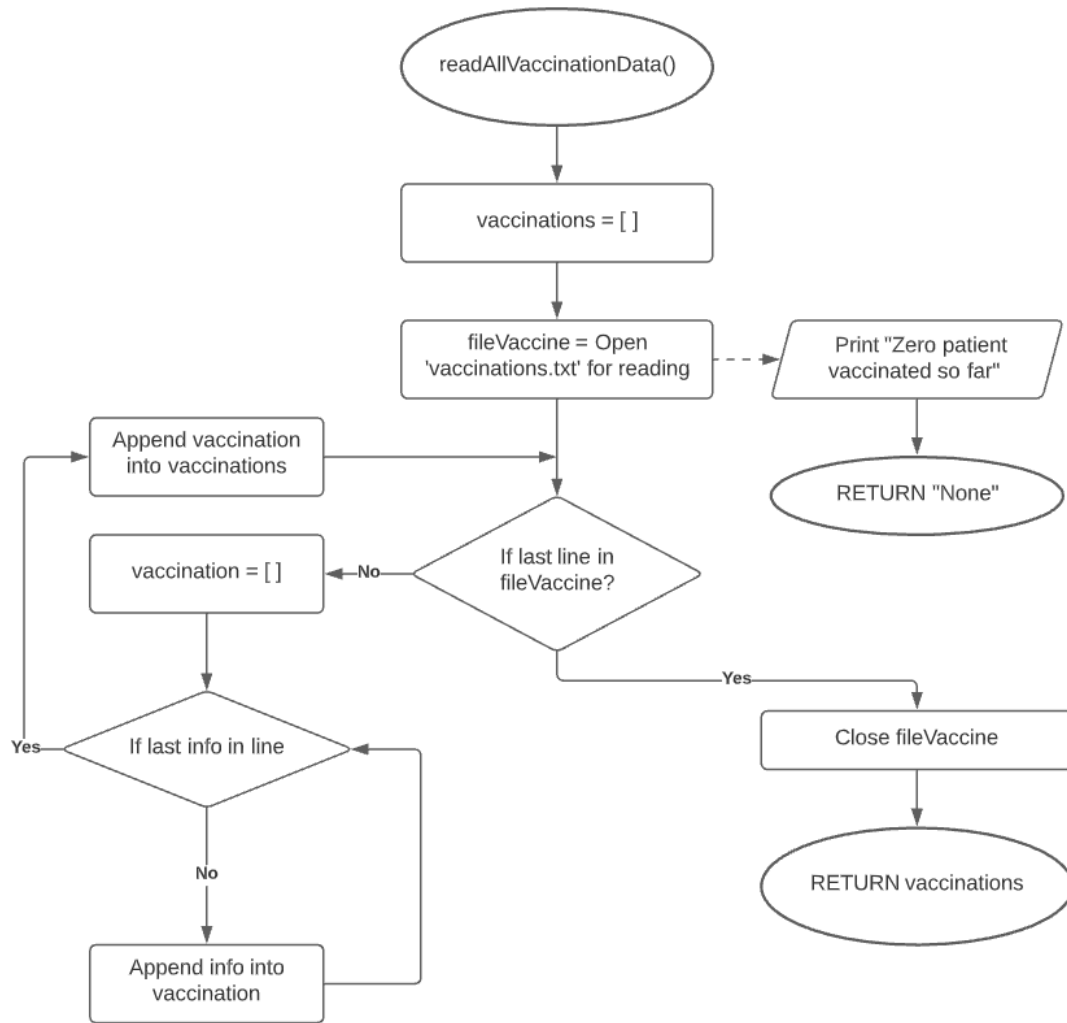 readAllVaccinationData()
vaccinations = [ ]
fileVaccine = Open
'vaccinations.txt' for reading
Print "Zero patient
vaccinated so far"
Append vaccination
into vaccinations
RETURN "None"
If last line in
fileVaccine?
No
vaccination = [ ]
Yes
If last info in line
Yes
Close fileVaccine
No
RETURN vaccinations
Append info into
vaccination